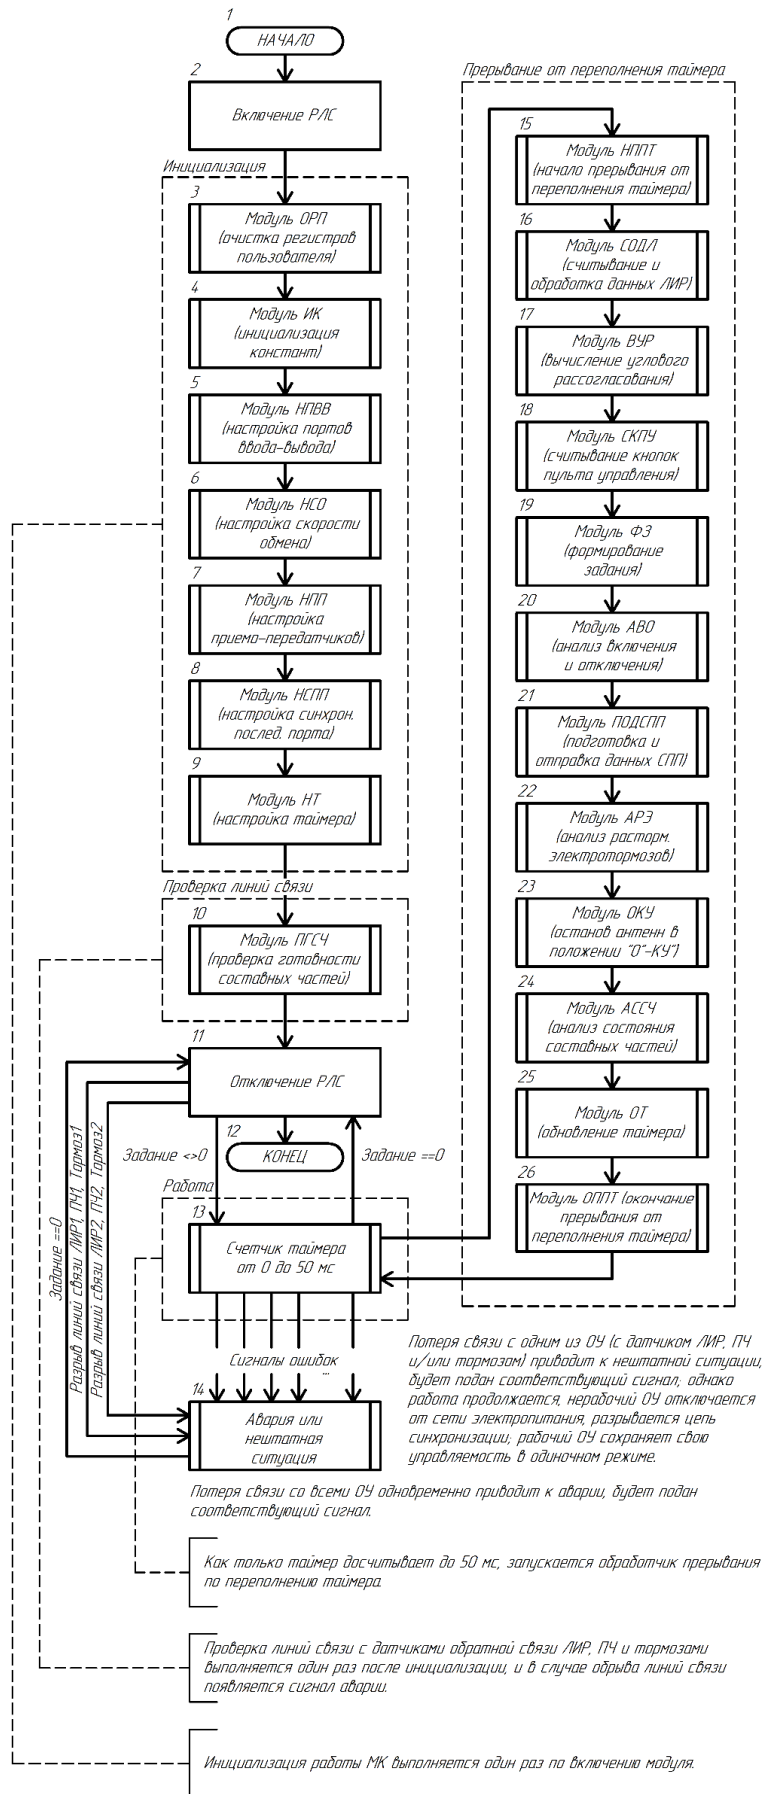 1
НАЧАЛО
2
Включение РЛС
Инициализация
3
Модуль ОРП
(очистка регистров
пользователя)
4
Модуль ИК
(инициализация
констант)
5
Модуль НПВВ
(настройка портов
ввода-вывода)
6
Модуль НСО
(настройка скорости
обмена)
7
Модуль НПП
(настройка
приемо-передатчиков)
8
Модуль НСПП
(настройка синхрон.
послед. порта)
9
Модуль НТ
(настройка таймера)
Проверка линий связи
10
Модуль ПГСЧ
(проверка готовности
составных частей)
11
Отключение РЛС
12
КОНЕЦ
Задание <>0
Задание ==0
Работа
13
Счетчик таймера
от 0 до 50 мс
Сигналы ошибок
...
14
Авария или
нештатная
ситуация
Задание ==0
Разрыв линий связи ЛИР1, ПЧ1, Тормоз1
Разрыв линий связи ЛИР2, ПЧ2, Тормоз2
Прерывание от переполнения таймера
15
Модуль НППТ
(начало прерывания от
переполнения таймера)
16
Модуль СОДЛ
(считывание и
обработка данных ЛИР)
17
Модуль ВУР
(вычисление углового
рассогласования)
18
Модуль СКПУ
(считывание кнопок
пульта управления)
19
Модуль ФЗ
(формирование
задания)
20
Модуль АВО
(анализ включения
и отключения)
21
Модуль ПОДСПП
(подготовка и
отправка данных СПП)
22
Модуль АРЭ
(анализ расторм.
электротормозов)
23
Модуль ОКУ
(останов антенн в
положении "0"-КУ")
24
Модуль АССЧ
(анализ состояния
составных частей)
25
Модуль ОТ
(обновление таймера)
26
Модуль ОППТ (окончание
прерывания от
переполнения таймера)
Потеря связи с одним из ОУ (с датчиком ЛИР, ПЧ
и/или тормозом) приводит к нештатной ситуации,
будет подан соответствующий сигнал; однако
работа продолжается, нерабочий ОУ отключается
от сети электропитания, разрывается цепь
синхронизации; рабочий ОУ сохраняет свою
управляемость в одиночном режиме.
Потеря связи со всеми ОУ одновременно приводит к аварии, будет подан
соответствующий сигнал.
Как только таймер досчитывает до 50 мс, запускается обработчик прерывания
по переполнению таймера.
Проверка линий связи с датчиками обратной связи ЛИР, ПЧ и тормозами
выполняется один раз после инициализации, и в случае обрыва линий связи
появляется сигнал аварии.
Инициализация работы МК выполняется один раз по включению модуля.